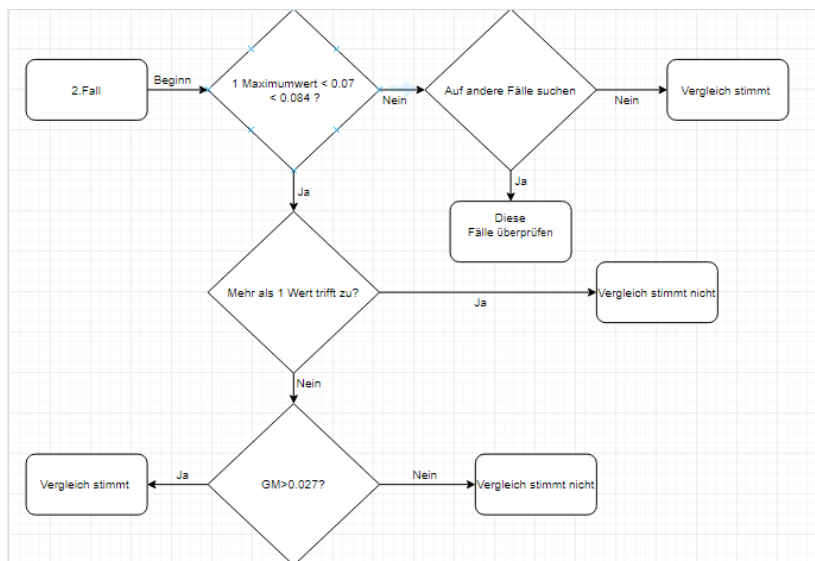 2.Fall
Beginn
1 Maximumwert < 0.07
< 0.084 ?
Nein
Auf andere Fälle suchen
Nein
Vergleich stimmt
Ja
Ja
Diese
Fälle überprüfen
Mehr als 1 Wert trifft zu?
Ja
Vergleich stimmt nicht
Nein
Vergleich stimmt
Ja
GM>0.027?
Nein
Vergleich stimmt nicht